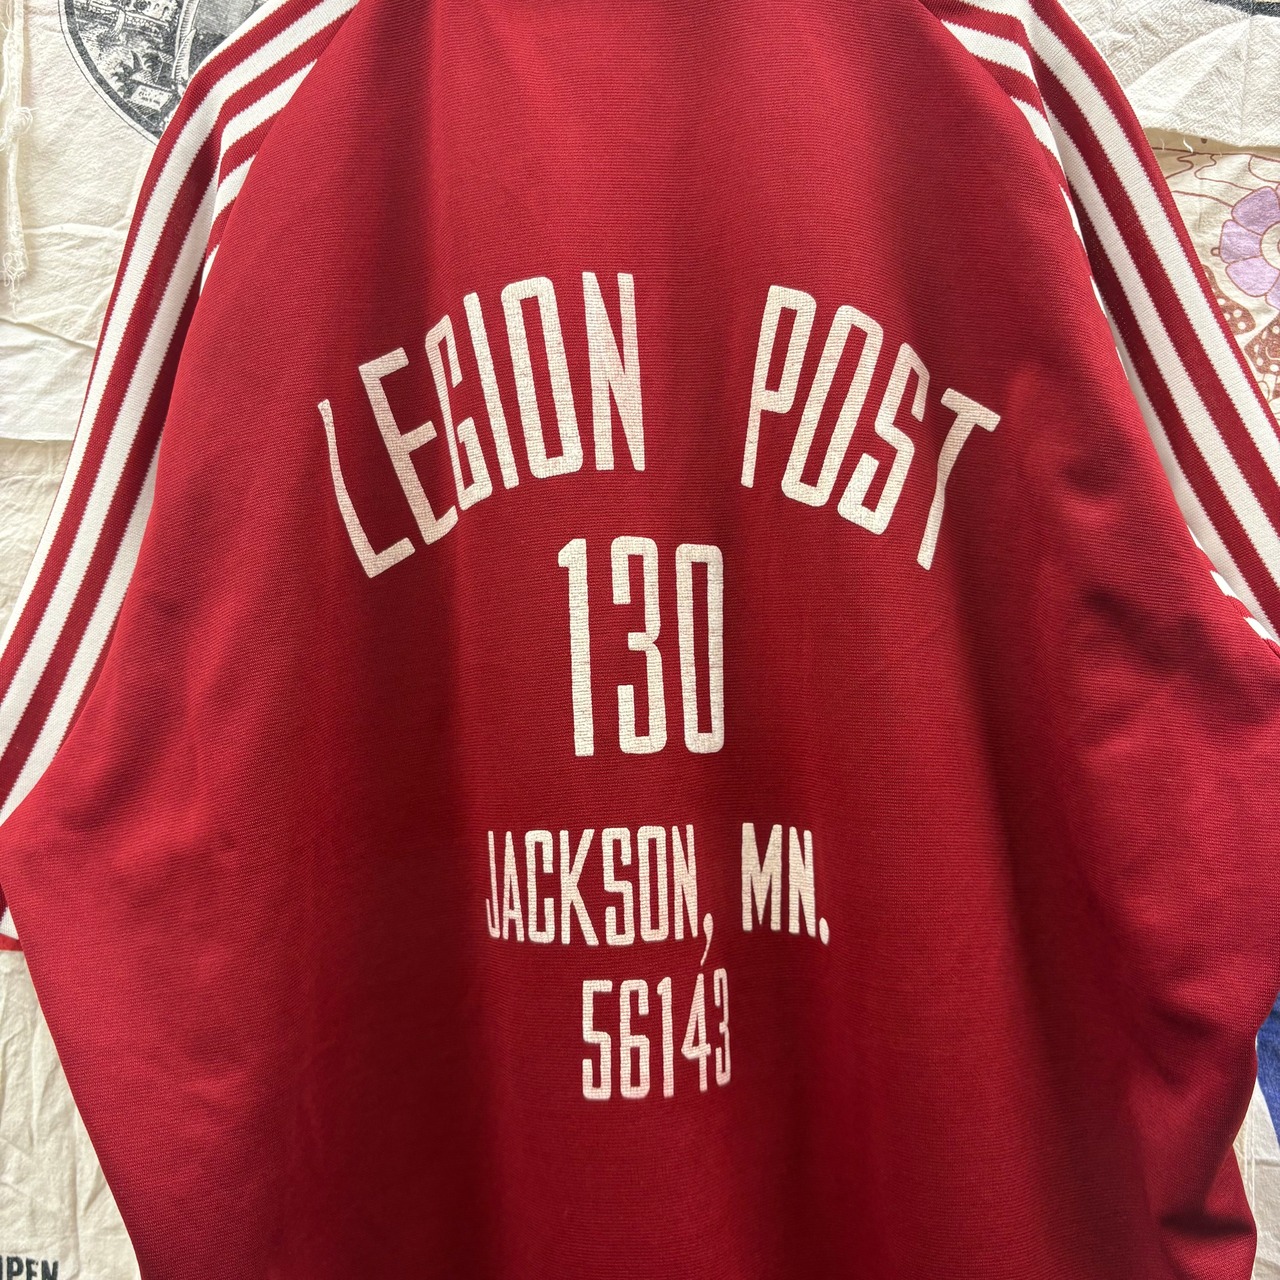 LEGION POST
130
JACKSON, MN.
56143